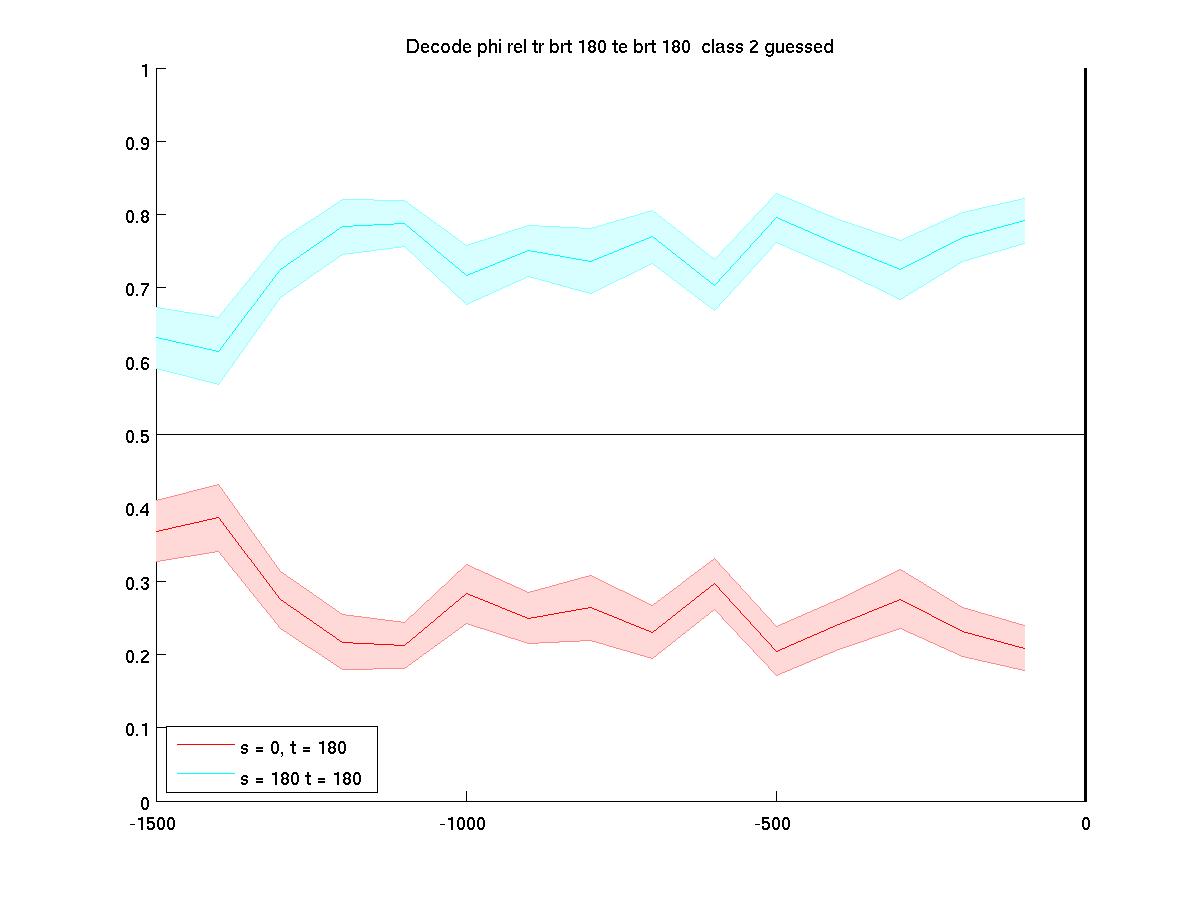 Decode phi rel tr brt 180 te brt 180  class 2 guessed
1
0.9
0.8
0.7
0.6
0.5
0.4
0.3
0.2
0.1
0
s = 0, t = 180
s = 180 t = 180
-1500 -1000 -500 0